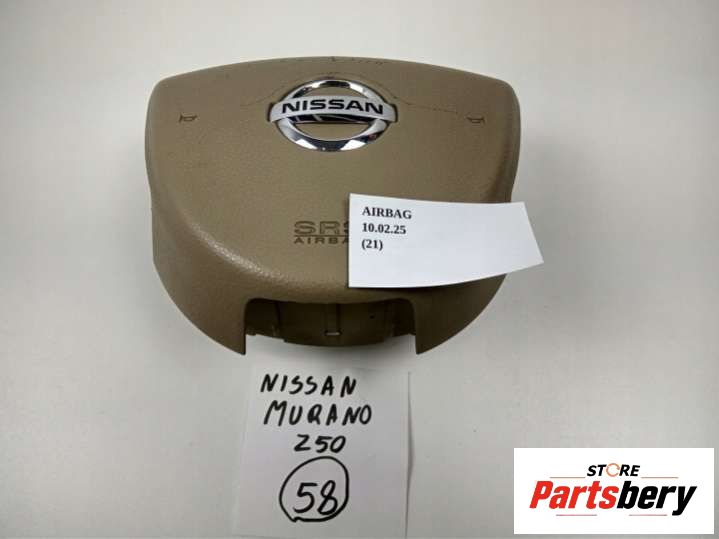 NISSAN
SRS
AIRBAG
AIRBAG
10.02.25
(21)
NISSAN
MURANO
Z50
58
STORE
Partsbery